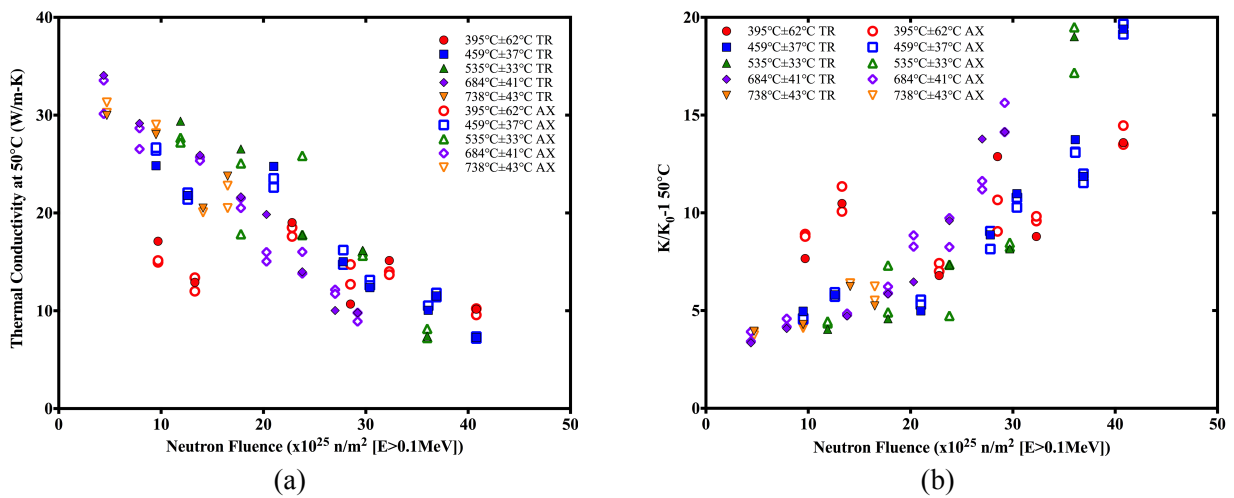 Thermal Conductivity at 50°C (W/m-K)
40
30
20
10
0
395°C±62°C TR
459°C±37°C TR
535°C±33°C TR
684°C±41°C TR
738°C±43°C TR
395°C±62°C AX
459°C±37°C AX
535°C±33°C AX
684°C±41°C AX
738°C±43°C AX
0 10 20 30 40 50
Neutron Fluence (x10²⁵ n/m² [E>0.1MeV])
(a)
K/K₀-1 50°C
20
15
10
5
0
395°C±62°C TR 395°C±62°C AX
459°C±37°C TR 459°C±37°C AX
535°C±33°C TR 535°C±33°C AX
684°C±41°C TR 684°C±41°C AX
738°C±43°C TR 738°C±43°C AX
0 10 20 30 40 50
Neutron Fluence (x10²⁵ n/m² [E>0.1MeV])
(b)